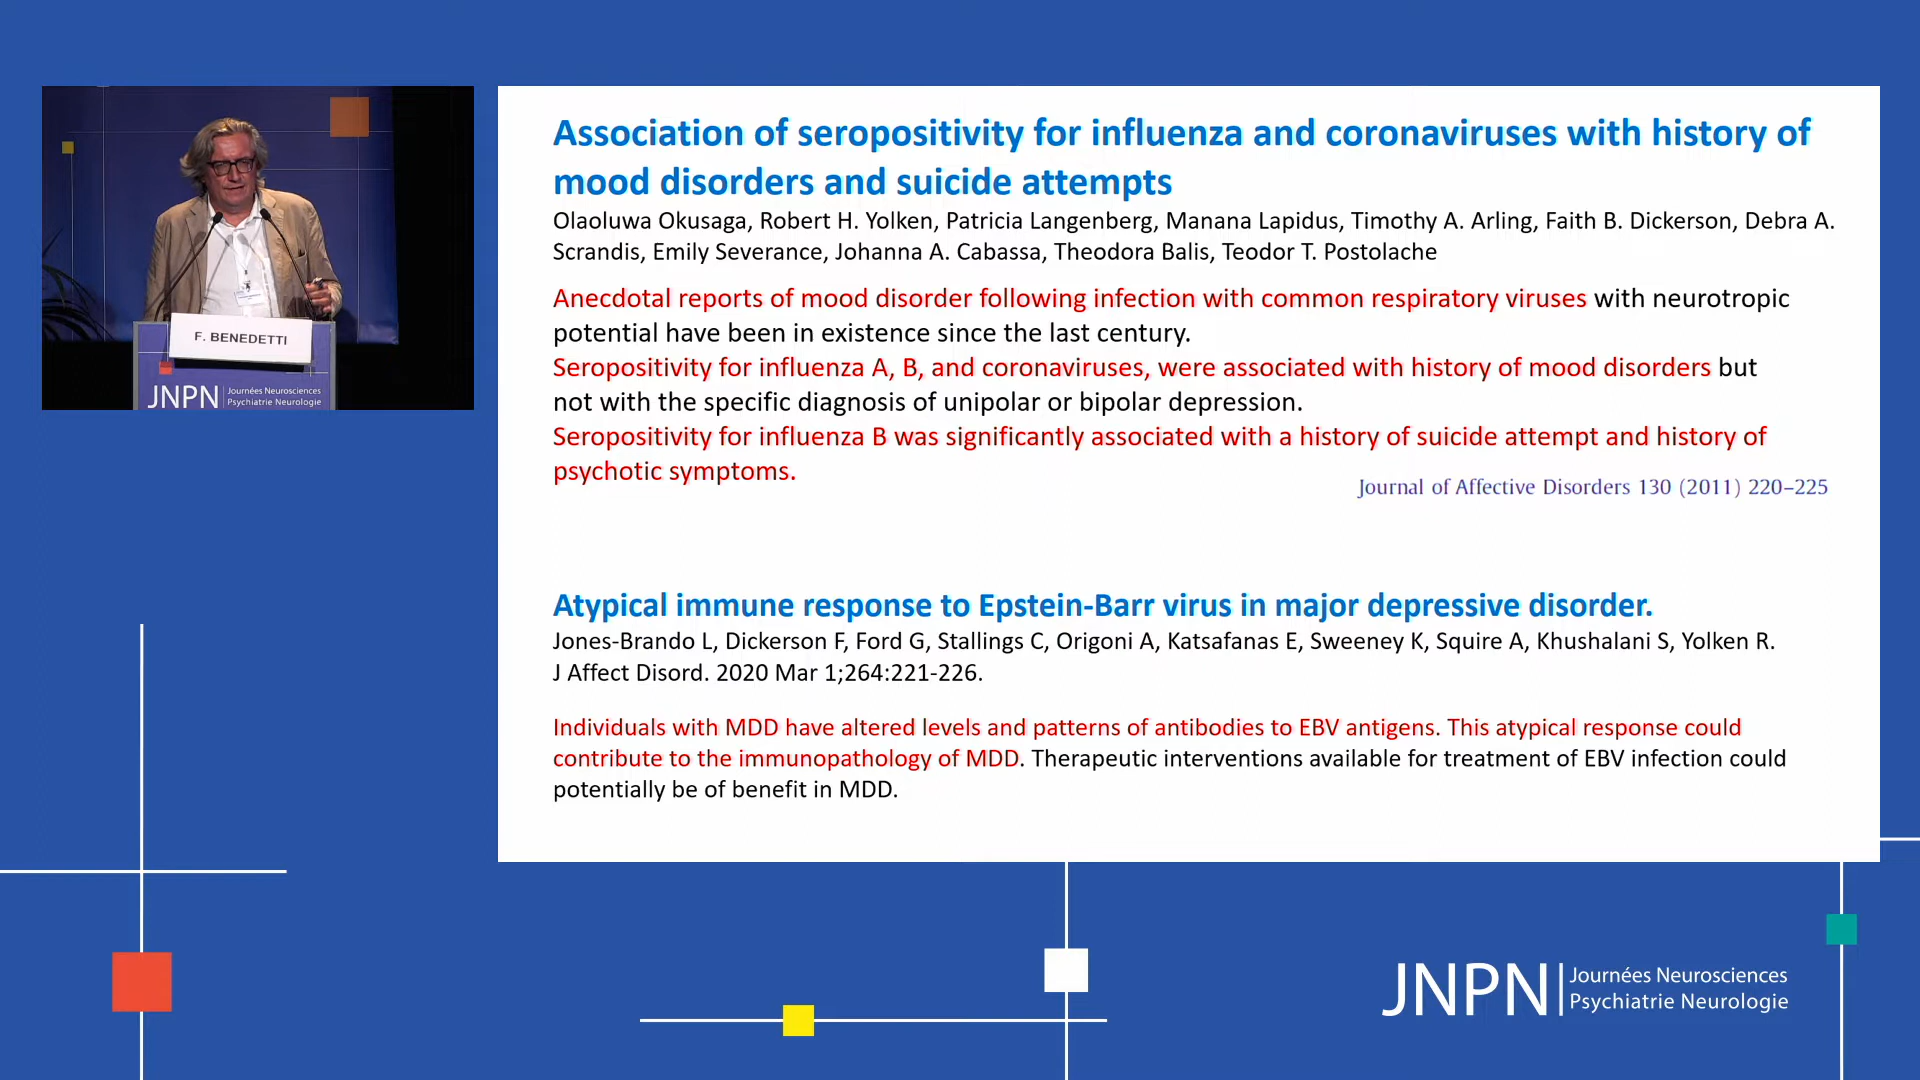 Association of seropositivity for influenza and coronaviruses with history of
mood disorders and suicide attempts
Olaoluwa Okusaga, Robert H. Yolken, Patricia Langenberg, Manana Lapidus, Timothy A. Arling, Faith B. Dickerson, Debra A.
Scrandis, Emily Severance, Johanna A. Cabassa, Theodora Balis, Teodor T. Postolache
Anecdotal reports of mood disorder following infection with common respiratory viruses with neurotropic
potential have been in existence since the last century.
Seropositivity for influenza A, B, and coronaviruses, were associated with history of mood disorders but
not with the specific diagnosis of unipolar or bipolar depression.
Seropositivity for influenza B was significantly associated with a history of suicide attempt and history of
psychotic symptoms.
Journal of Affective Disorders 130 (2011) 220–225
Atypical immune response to Epstein-Barr virus in major depressive disorder.
Jones-Brando L, Dickerson F, Ford G, Stallings C, Origoni A, Katsafanas E, Sweeney K, Squire A, Khushalani S, Yolken R.
J Affect Disord. 2020 Mar 1;264:221-226.
Individuals with MDD have altered levels and patterns of antibodies to EBV antigens. This atypical response could
contribute to the immunopathology of MDD. Therapeutic interventions available for treatment of EBV infection could
potentially be of benefit in MDD.
F. BENEDETTI
JNPN Journées Neurosciences
Psychiatrie Neurologie
JNPN Journées Neurosciences
Psychiatrie Neurologie